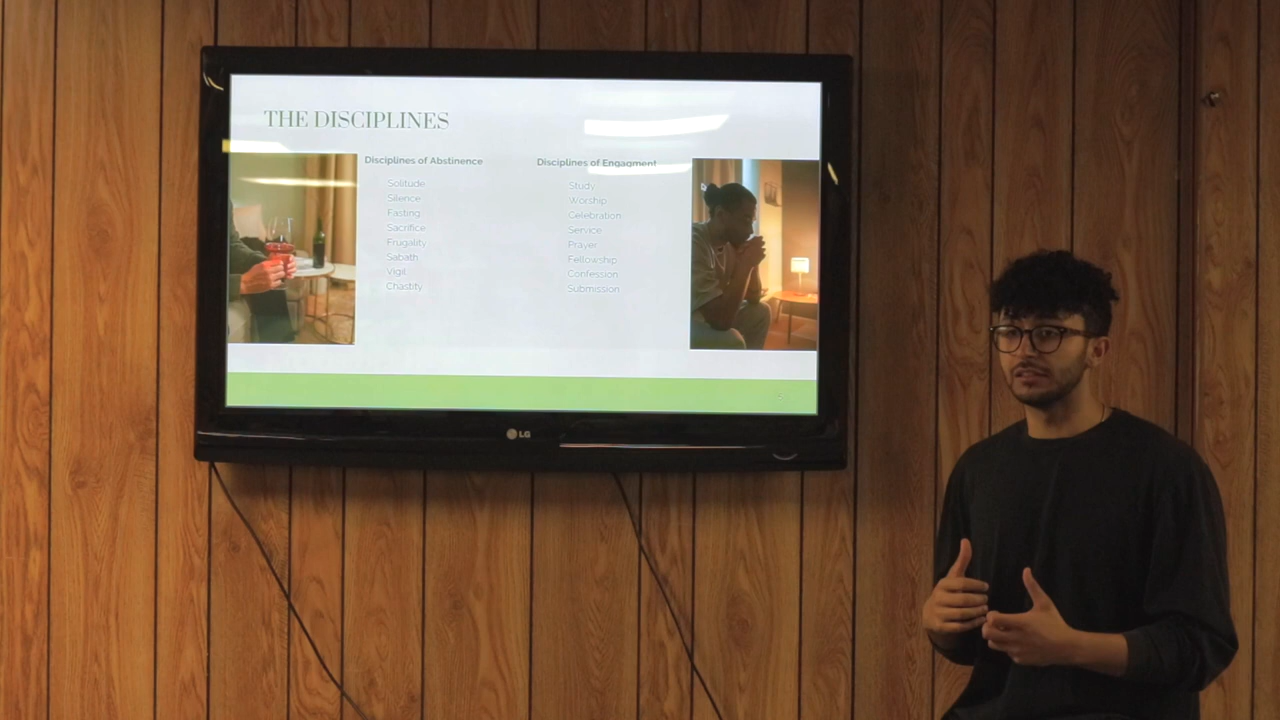 THE DISCIPLINES
Disciplines of Abstinence
Solitude
Silence
Fasting
Sacrifice
Frugality
Sabath
Vigil
Chastity
Disciplines of Engagment
Study
Worship
Celebration
Service
Prayer
Fellowship
Confession
Submission
LG